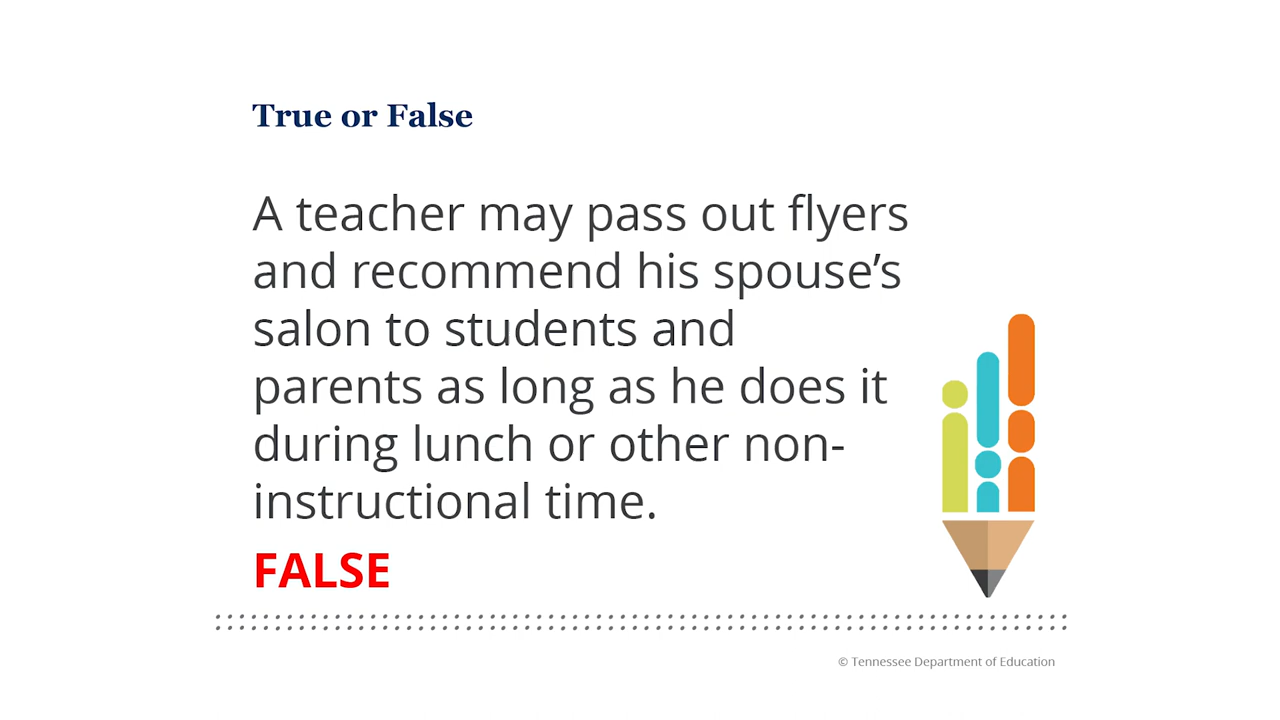 True or False
A teacher may pass out flyers
and recommend his spouse’s
salon to students and
parents as long as he does it
during lunch or other non-
instructional time.
FALSE
© Tennessee Department of Education